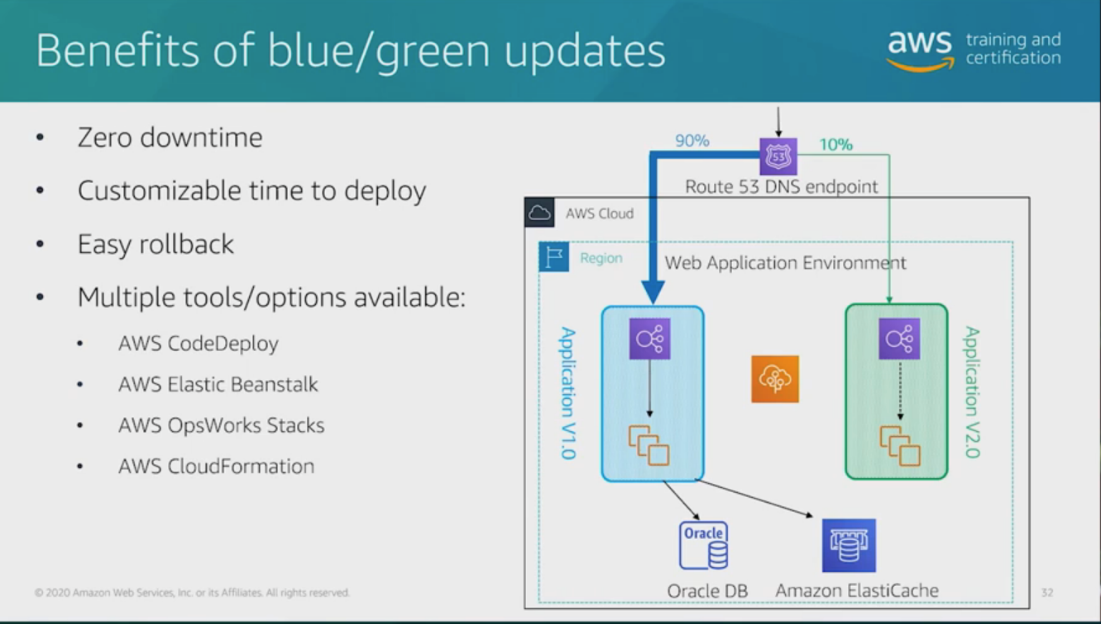 Benefits of blue/green updates
aws training and
certification
• Zero downtime
• Customizable time to deploy
• Easy rollback
• Multiple tools/options available:
• AWS CodeDeploy
• AWS Elastic Beanstalk
• AWS OpsWorks Stacks
• AWS CloudFormation
90%
53
10%
Route 53 DNS endpoint
AWS Cloud
Region
Web Application Environment
Application V1.0
Application V2.0
Oracle
Oracle DB
Amazon ElastiCache
© 2020 Amazon Web Services, Inc. or its Affiliates. All rights reserved.
32